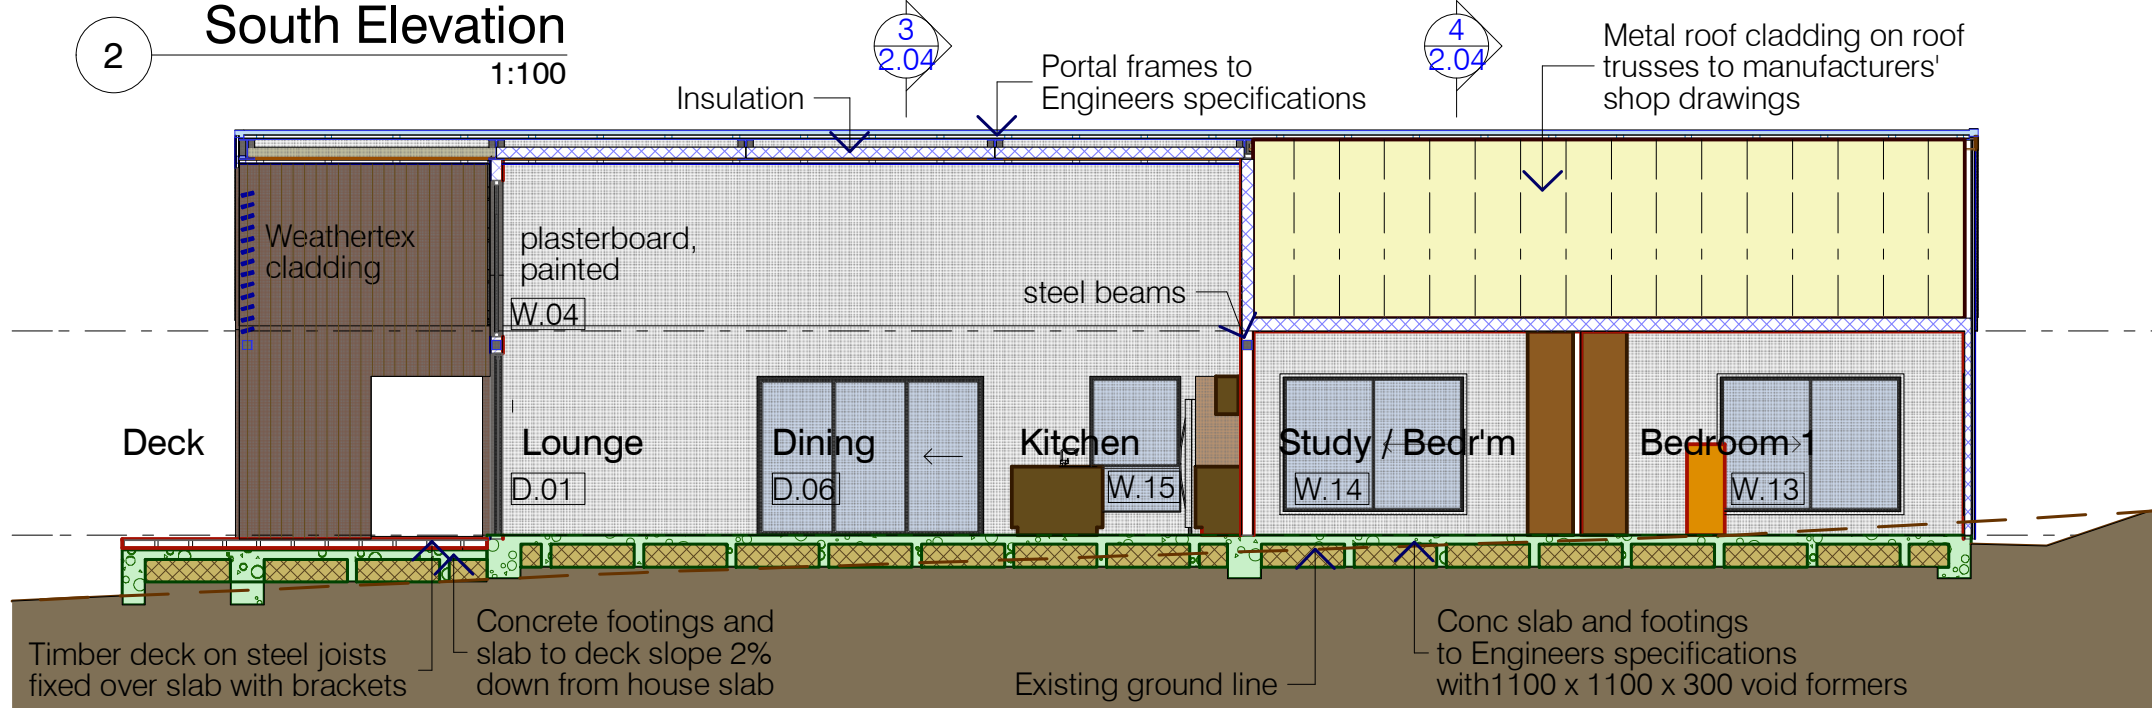 2
South Elevation
1:100
3
2.04
4
2.04
Insulation
Portal frames to
Engineers specifications
Metal roof cladding on roof
trusses to manufacturers'
shop drawings
Weathertex
cladding
plasterboard,
painted
W.04
steel beams
Deck
Lounge
Dining
Kitchen
Study / Bedr'm
Bedroom 1
D.01
D.06
W.15
W.14
W.13
Timber deck on steel joists
fixed over slab with brackets
Concrete footings and
slab to deck slope 2%
down from house slab
Existing ground line
Conc slab and footings
to Engineers specifications
with1100 x 1100 x 300 void formers